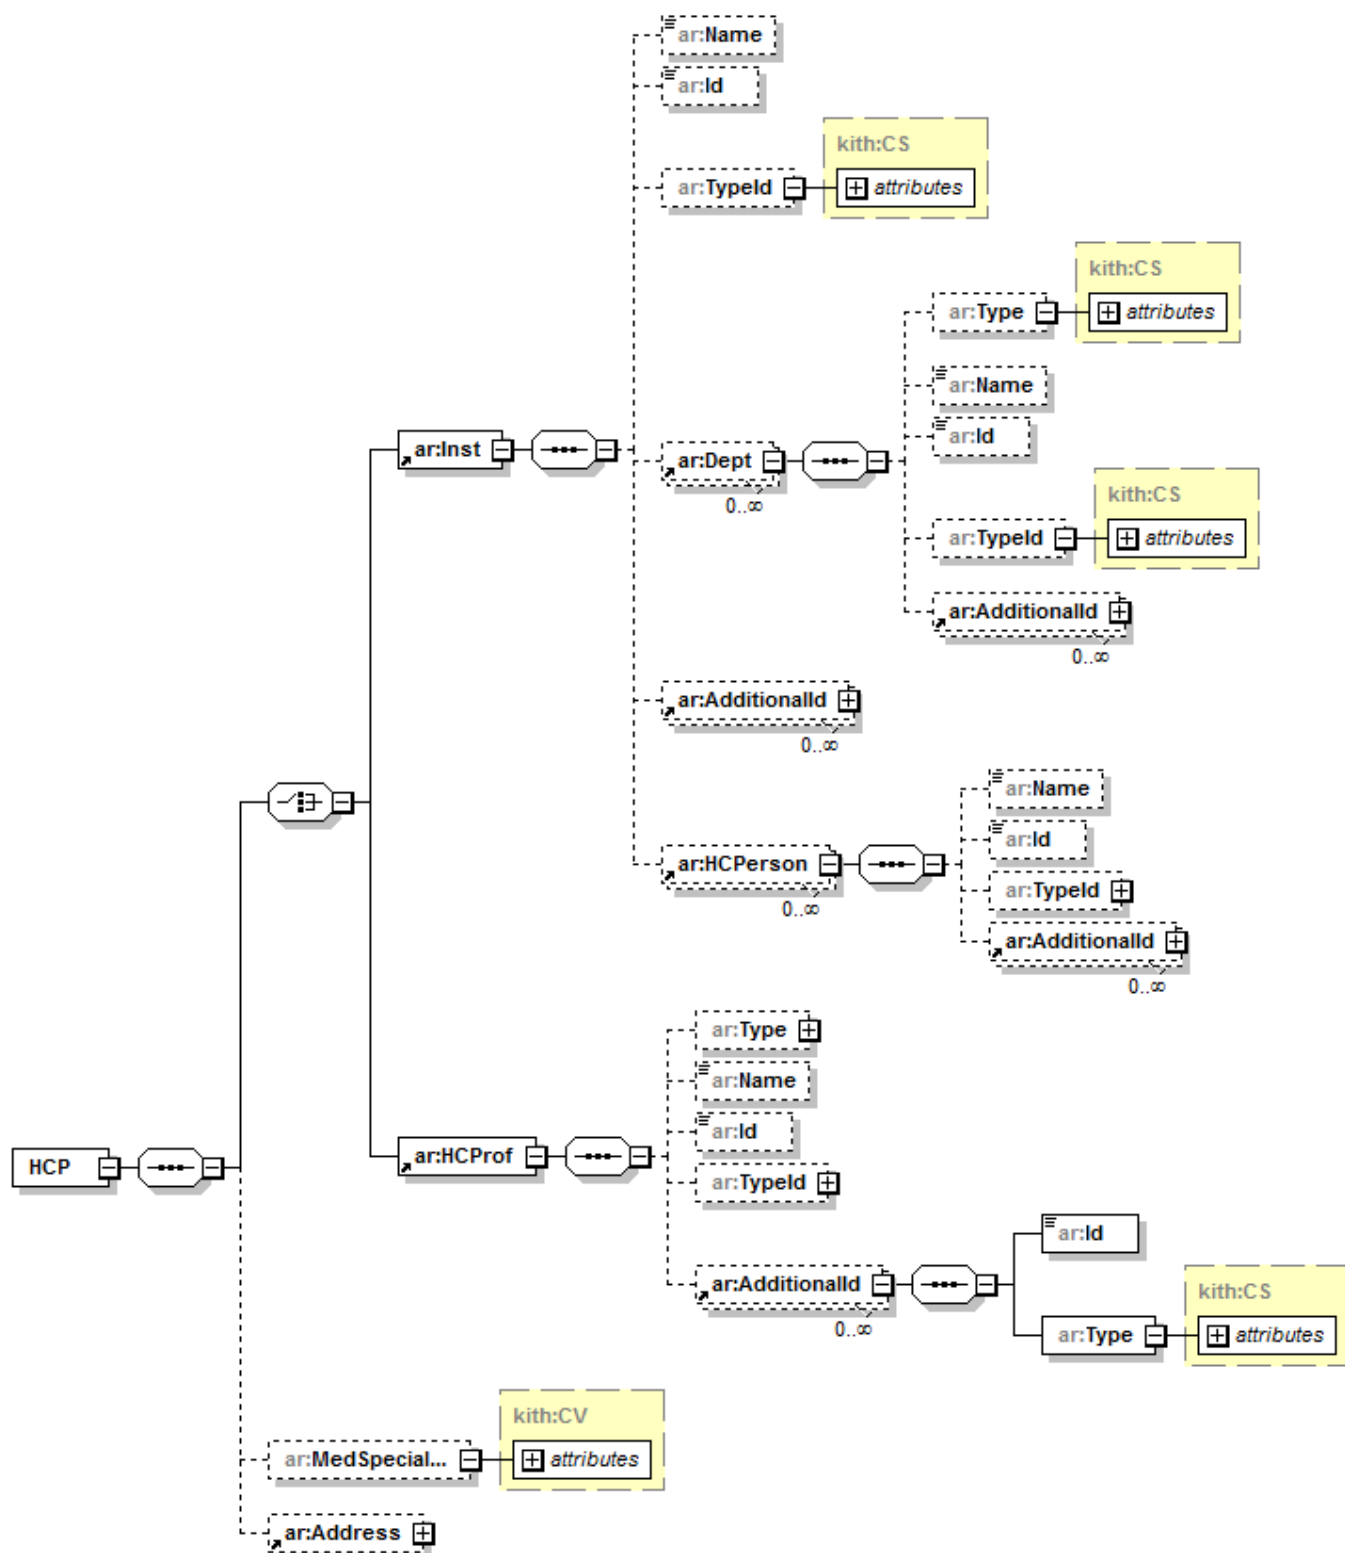 ar:Name
ar:Id
kith:CS
ar:TypeId
attributes
kith:CS
ar:Type
attributes
ar:Name
ar:Id
ar:Inst
ar:Dept
0..∞
kith:CS
ar:TypeId
attributes
ar:AdditionalId
0..∞
ar:AdditionalId
0..∞
ar:Name
ar:Id
ar:HCPerson
0..∞
ar:TypeId
ar:AdditionalId
0..∞
ar:Type
ar:Name
ar:Id
ar:HCProf
HCP
ar:TypeId
ar:Id
ar:AdditionalId
0..∞
kith:CS
ar:Type
attributes
kith:CV
ar:MedSpecial...
attributes
ar:Address